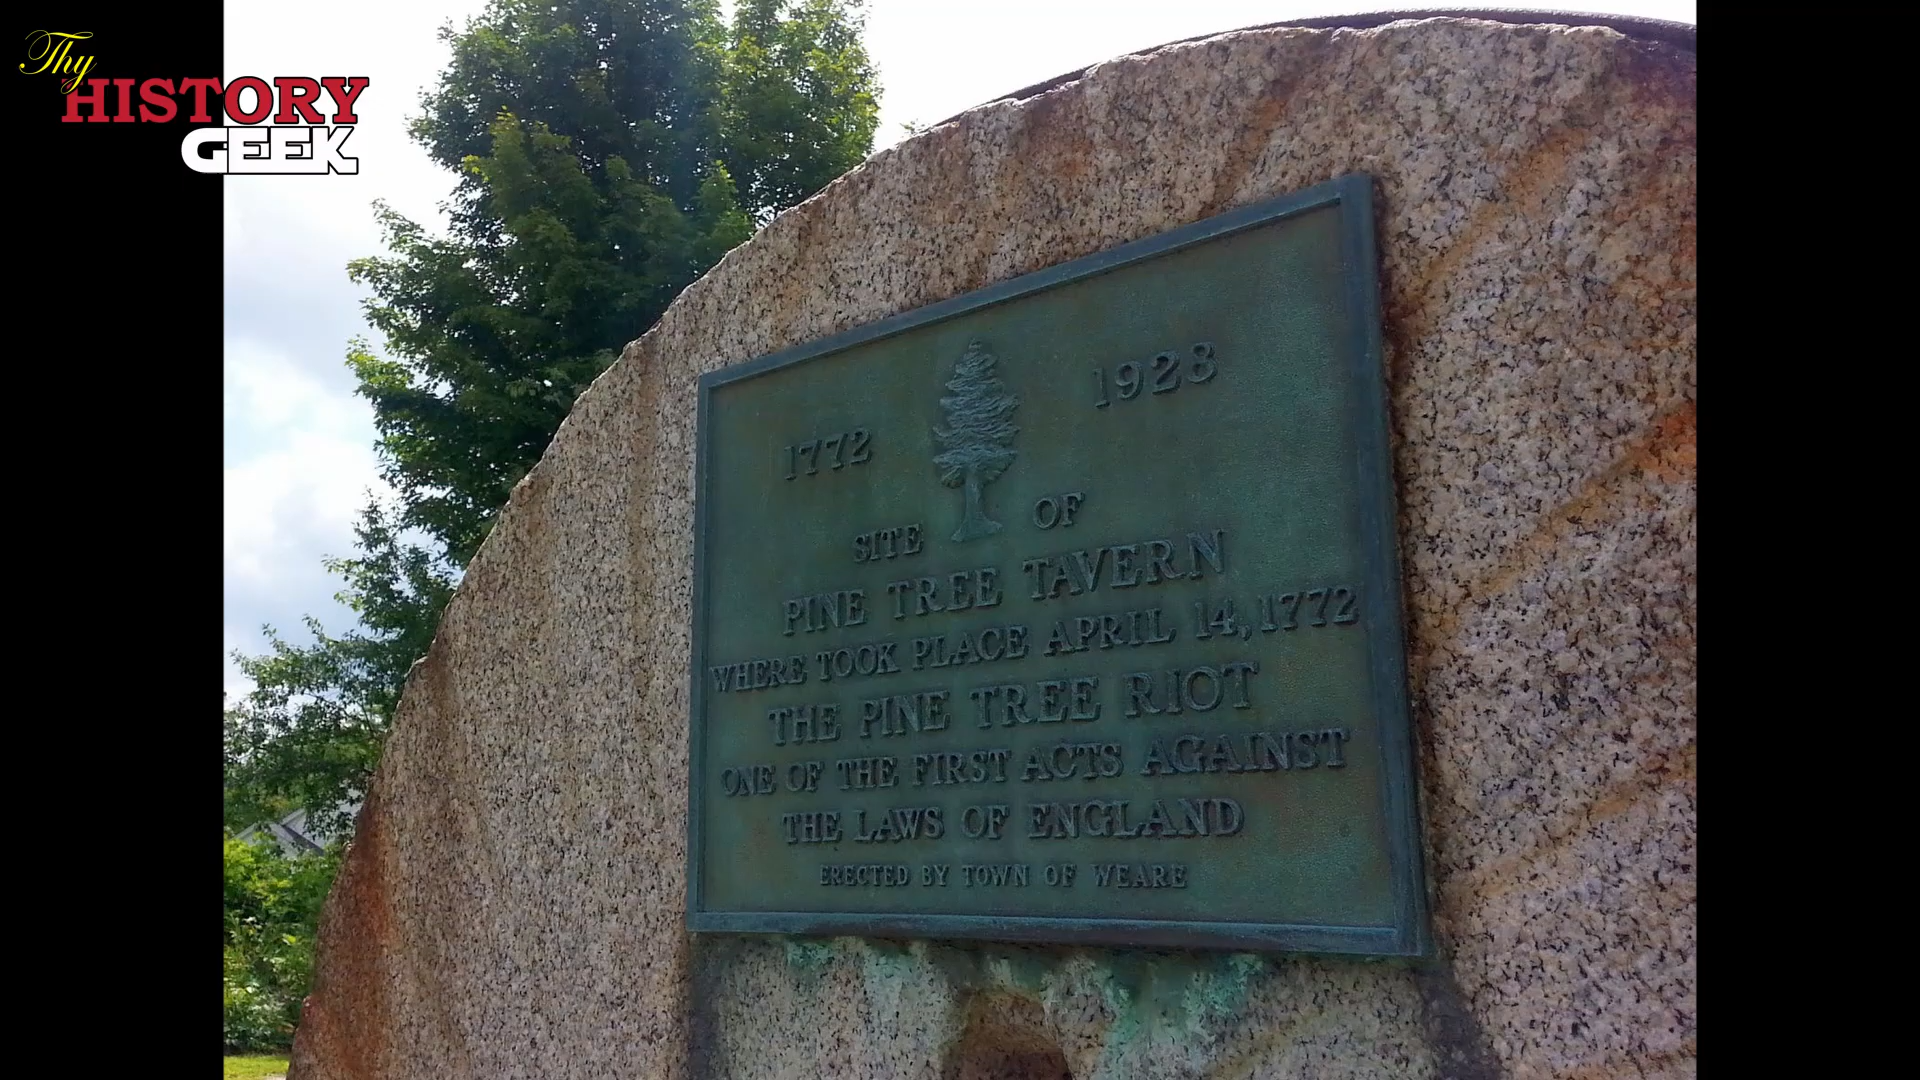 Thy
HISTORY
GEEK
1772 1928
SITE OF
PINE TREE TAVERN
WHERE TOOK PLACE APRIL 14, 1772
THE PINE TREE RIOT
ONE OF THE FIRST ACTS AGAINST
THE LAWS OF ENGLAND
ERECTED BY TOWN OF WEARE